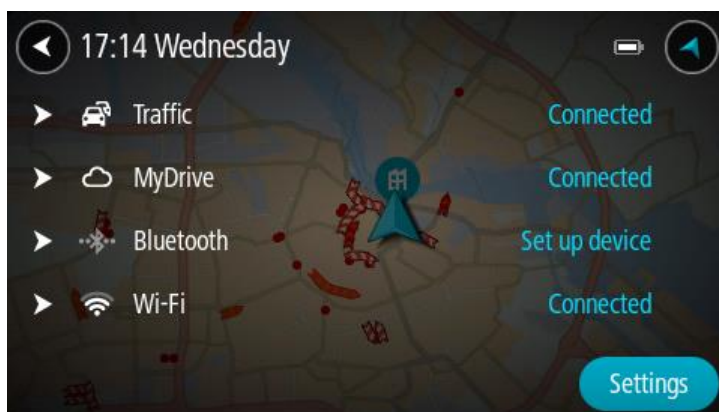 17:14 Wednesday
Traffic Connected
MyDrive Connected
Bluetooth Set up device
Wi-Fi Connected
Settings